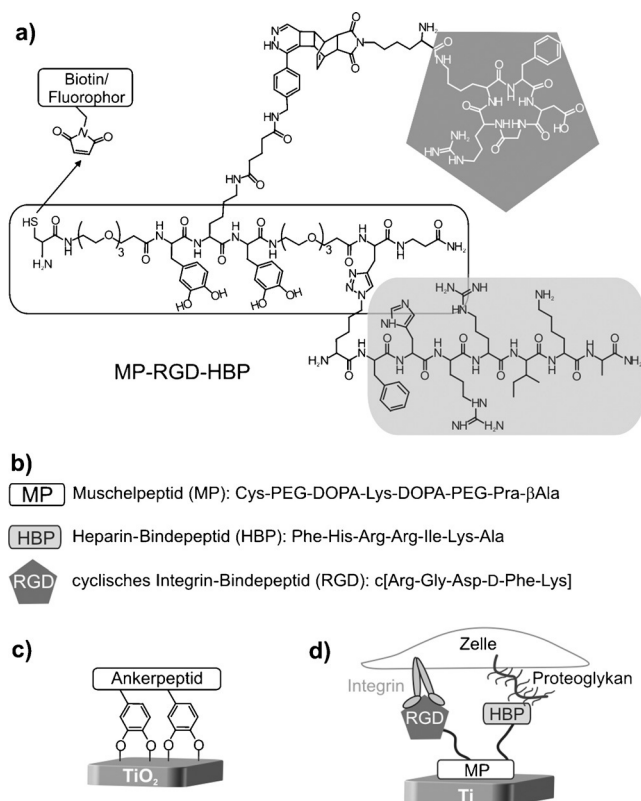 a)
Biotin/
Fluorophor
MP-RGD-HBP
b)
MP Muschelpeptid (MP): Cys-PEG-DOPA-Lys-DOPA-PEG-Pra-βAla
HBP Heparin-Bindepeptid (HBP): Phe-His-Arg-Arg-Ile-Lys-Ala
RGD cyclisches Integrin-Bindepeptid (RGD): c[Arg-Gly-Asp-D-Phe-Lys]
c)
Ankerpeptid
O O O O
TiO2
d)
Zelle
Integrin
Proteoglykan
RGD
HBP
MP
Ti